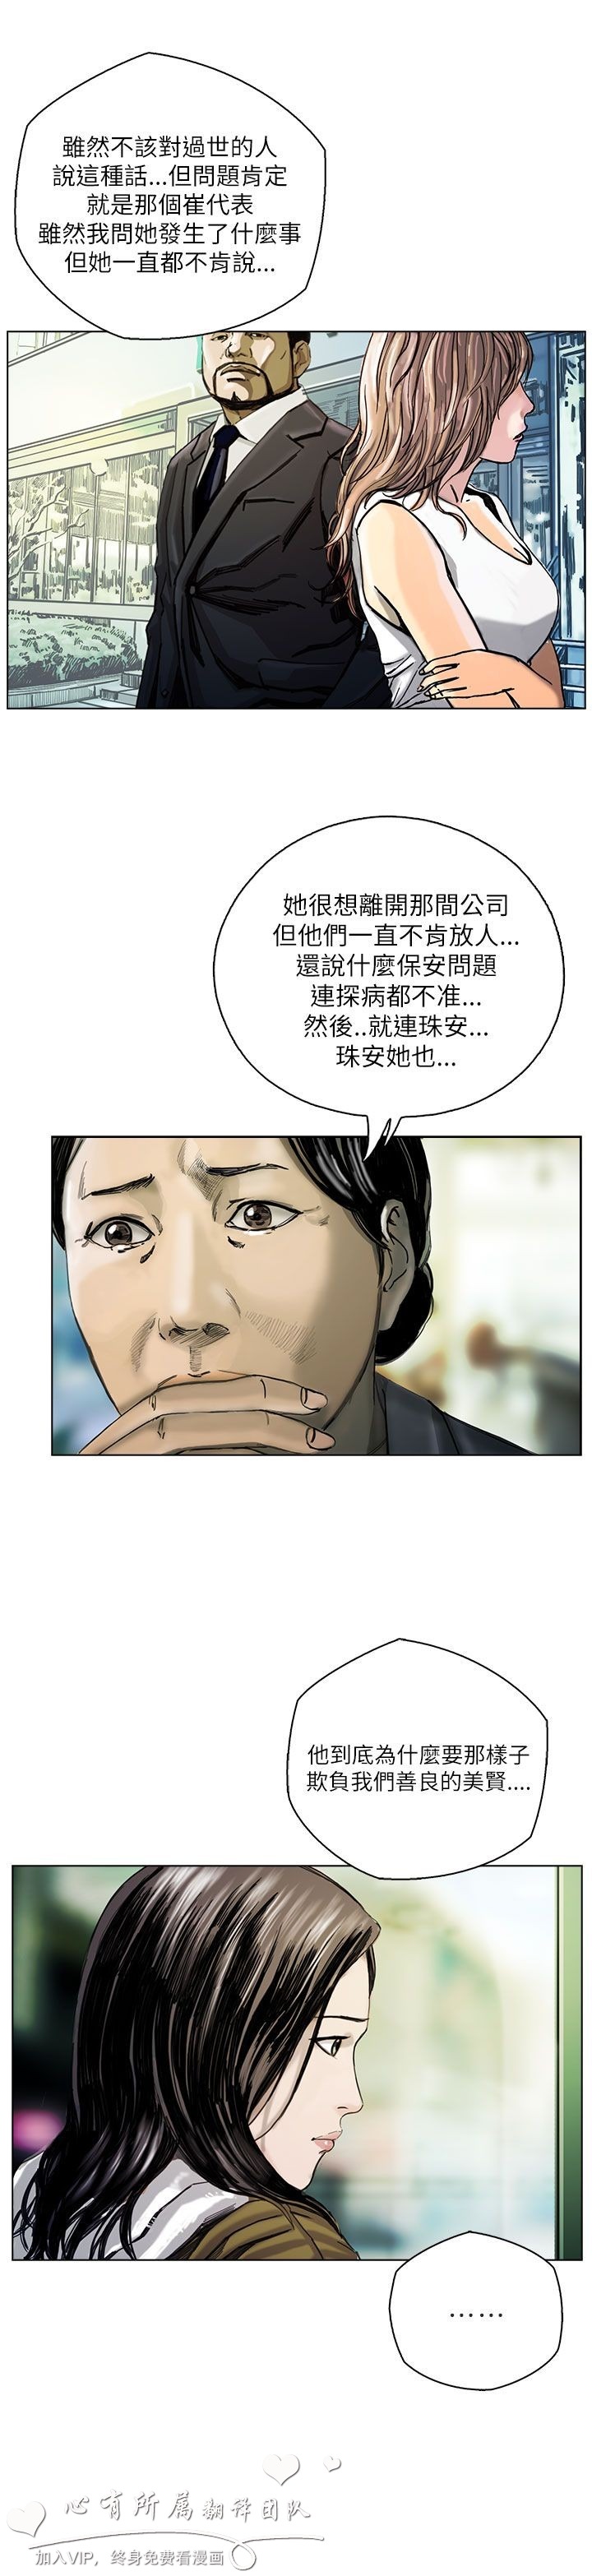 雖然不該對過世的人
說這種話...但問題肯定
就是那個崔代表
雖然我問她發生了什麼事
但她一直都不肯說...
她很想離開那間公司
但他們一直不肯放人...
還說什麼保安問題
連探病都不准...
然後..就連珠安...
珠安她也...
他到底為什麼要那樣子
欺負我們善良的美賢....
……
心有所属翻译团队
加入VIP，终身免费看漫画